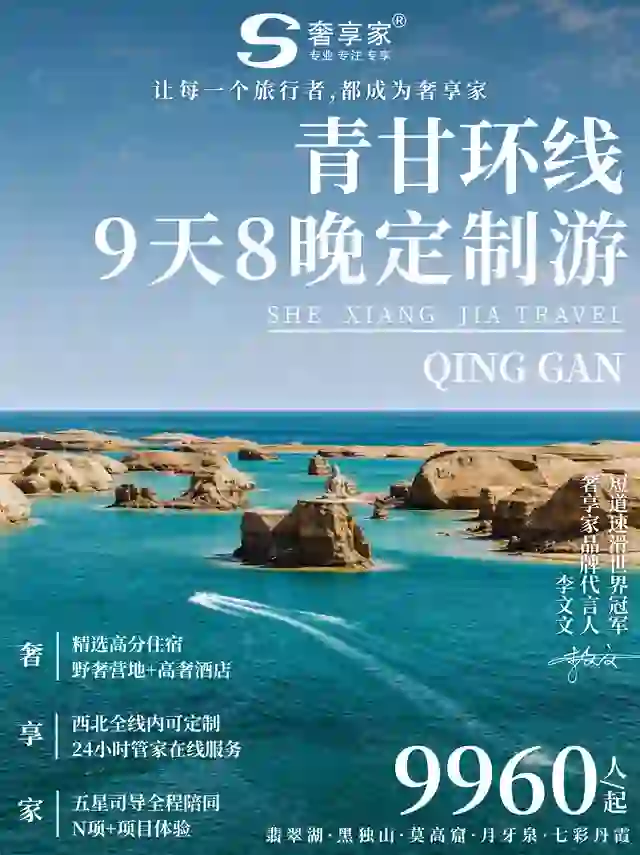 S 奢享家®
专业 专注 专享
让每一个旅行者,都成为奢享家
青甘环线
9天8晚定制游
SHE XIANG JIA TRAVEL
QING GAN
短道速滑世界冠军
奢享家品牌代言人
李文文
李文文
奢
精选高分住宿
野奢营地+高奢酒店
享
西北全线内可定制
24小时管家在线服务
家
五星司导全程陪同
N项+项目体验
9960人/起
翡翠湖·黑独山·莫高窟·月牙泉·七彩丹霞